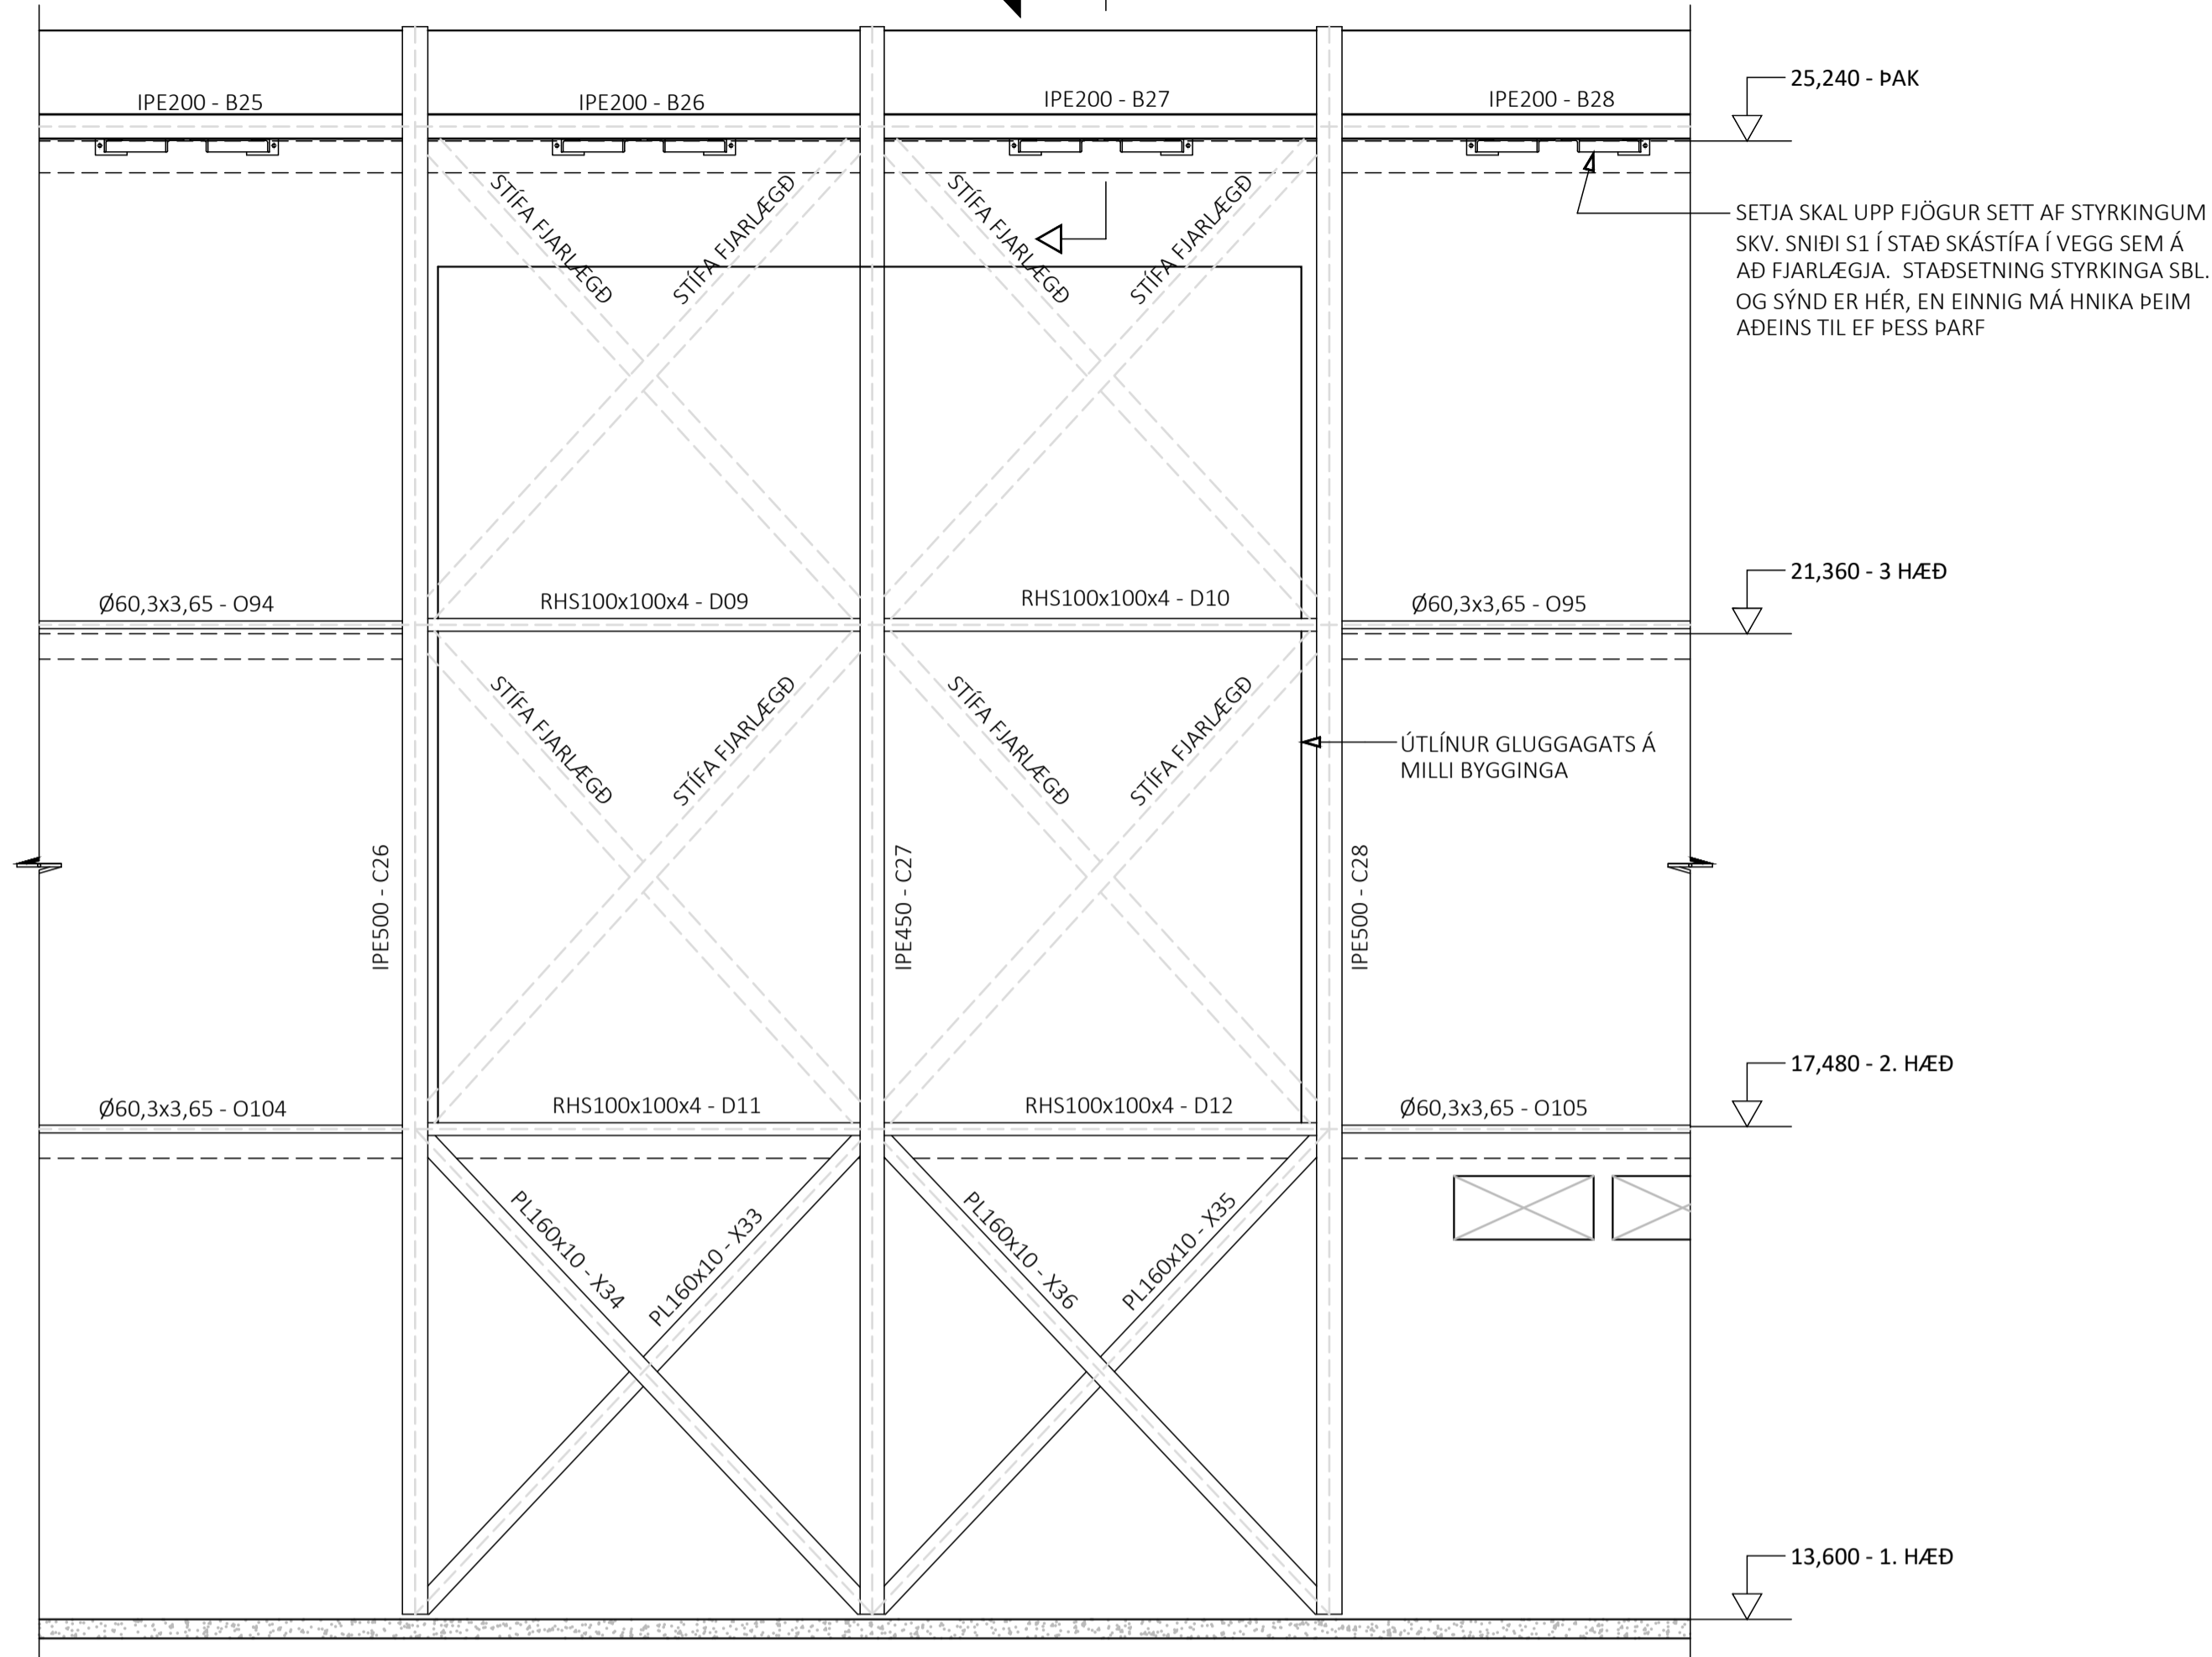 IPE200 - B25
IPE200 - B26
IPE200 - B27
IPE200 - B28
25,240 - ÞAK
STÍFA FJARLÆGÐ
STÍFA FJARLÆGÐ
STÍFA FJARLÆGÐ
STÍFA FJARLÆGÐ
SETJA SKAL UPP FJÖGUR SETT AF STYRKINGUM
SKV. SNIÐI S1 Í STAÐ SKÁSTÍFA Í VEGG SEM Á
AÐ FJARLÆGJA. STAÐSETNING STYRKINGA SBL.
OG SÝND ER HÉR, EN EINNIG MÁ HNIKA ÞEIM
AÐEINS TIL EF ÞESS ÞARF
21,360 - 3 HÆÐ
Ø60,3x3,65 - O94
RHS100x100x4 - D09
RHS100x100x4 - D10
Ø60,3x3,65 - O95
STÍFA FJARLÆGÐ
STÍFA FJARLÆGÐ
STÍFA FJARLÆGÐ
STÍFA FJARLÆGÐ
ÚTLÍNUR GLUGGAGATS Á
MILLI BYGGINGA
IPE500 - C26
IPE450 - C27
IPE500 - C28
17,480 - 2. HÆÐ
Ø60,3x3,65 - O104
RHS100x100x4 - D11
RHS100x100x4 - D12
Ø60,3x3,65 - O105
PL160x10 - X34
PL160x10 - X33
PL160x10 - X36
PL160x10 - X35
13,600 - 1. HÆÐ